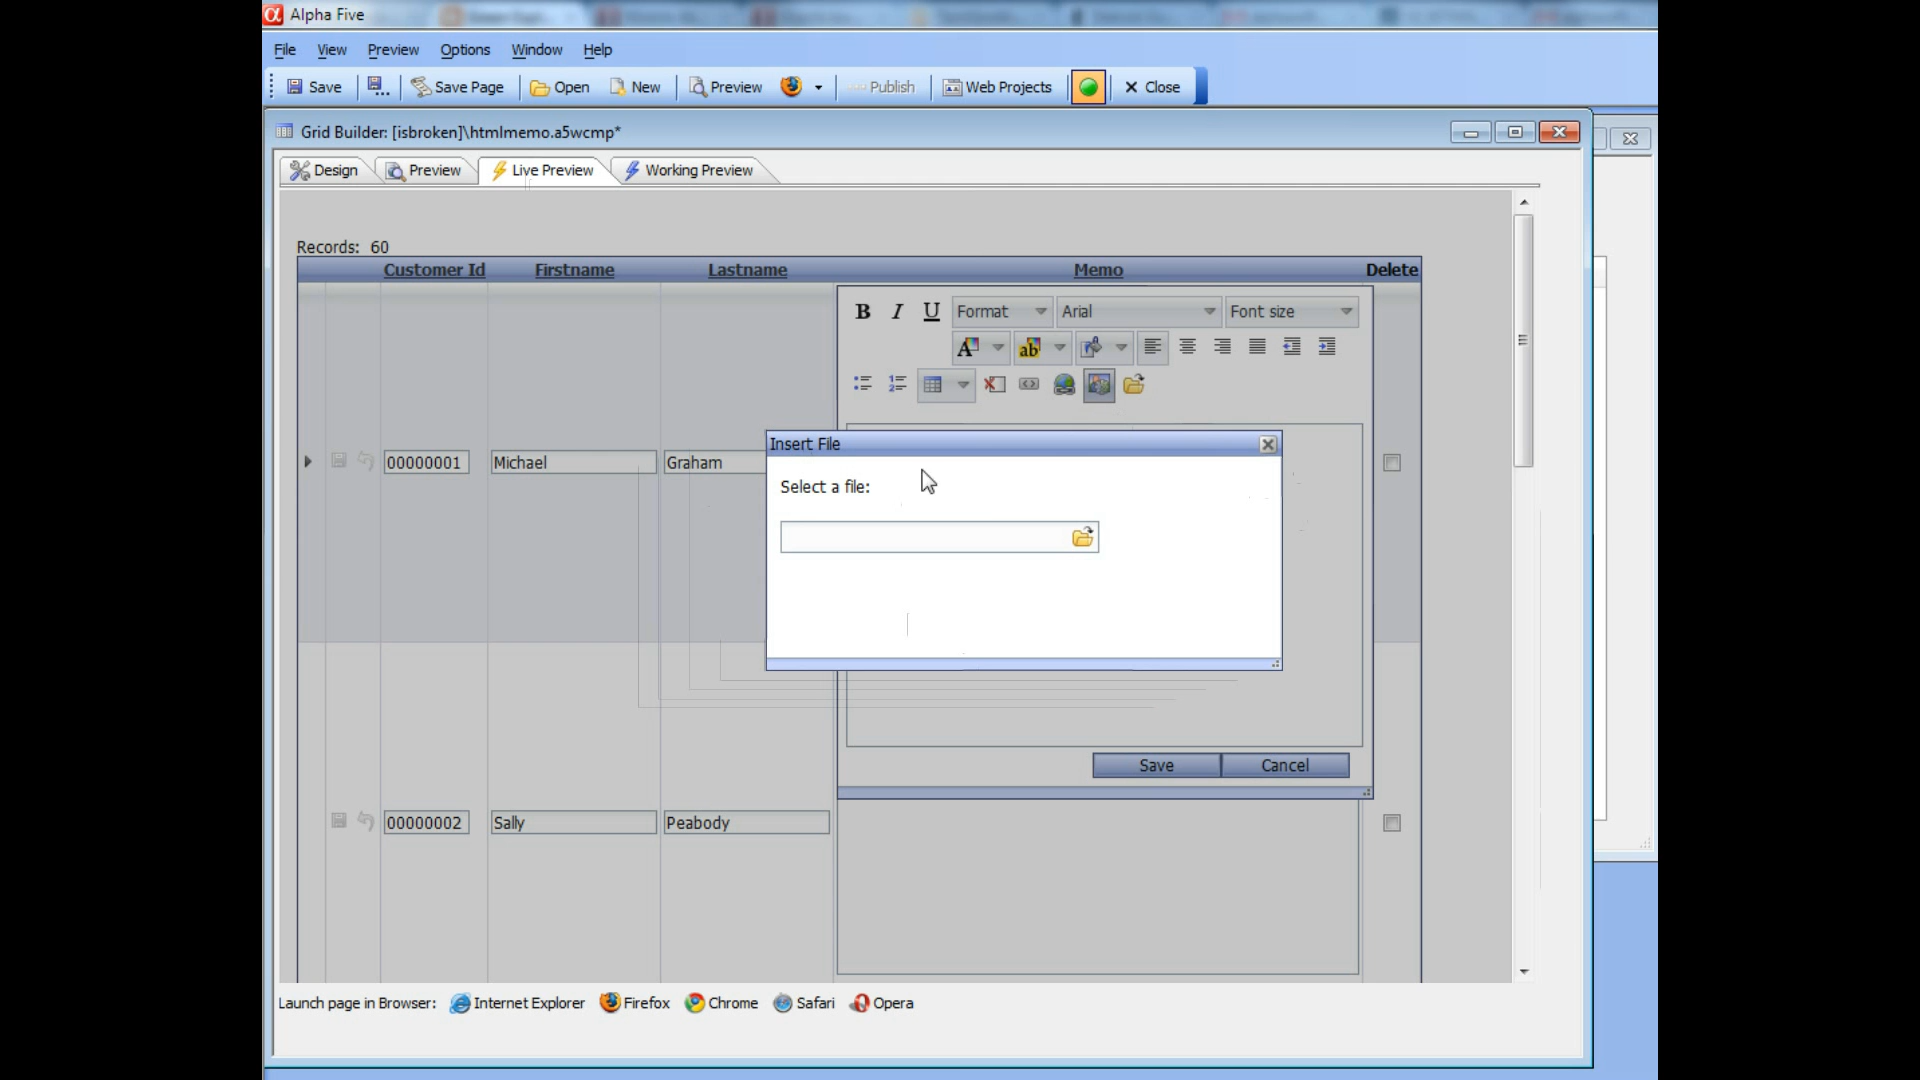 Alpha Five
File View Preview Options Window Help
Save Save Page Open New Preview Publish Web Projects Close
Grid Builder: [isbroken]\htmlmemo.a5wcmp*
Design Preview Live Preview Working Preview
Records: 60
Customer Id Firstname Lastname Memo Delete
B I U Format Arial Font size
A ab
Insert File
00000001 Michael Graham
Select a file:
Save Cancel
00000002 Sally Peabody
Launch page in Browser: Internet Explorer Firefox Chrome Safari Opera